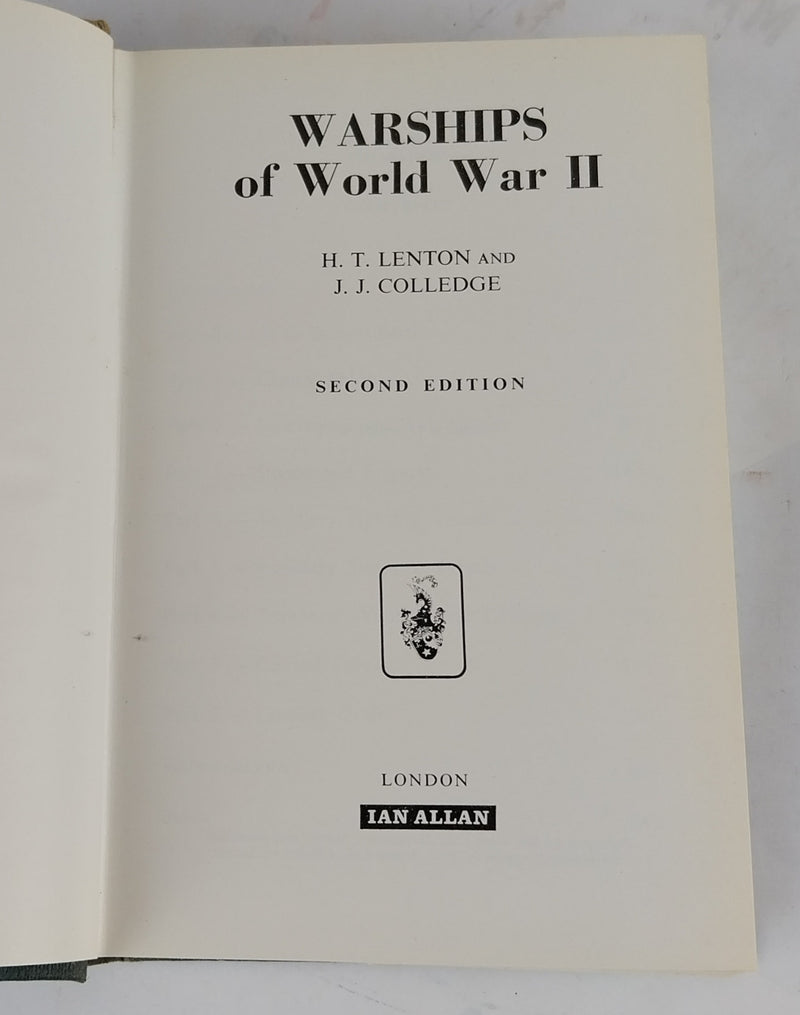 WARSHIPS
of World War II
H. T. LENTON AND
J. J. COLLEDGE
SECOND EDITION
LONDON
IAN ALLAN